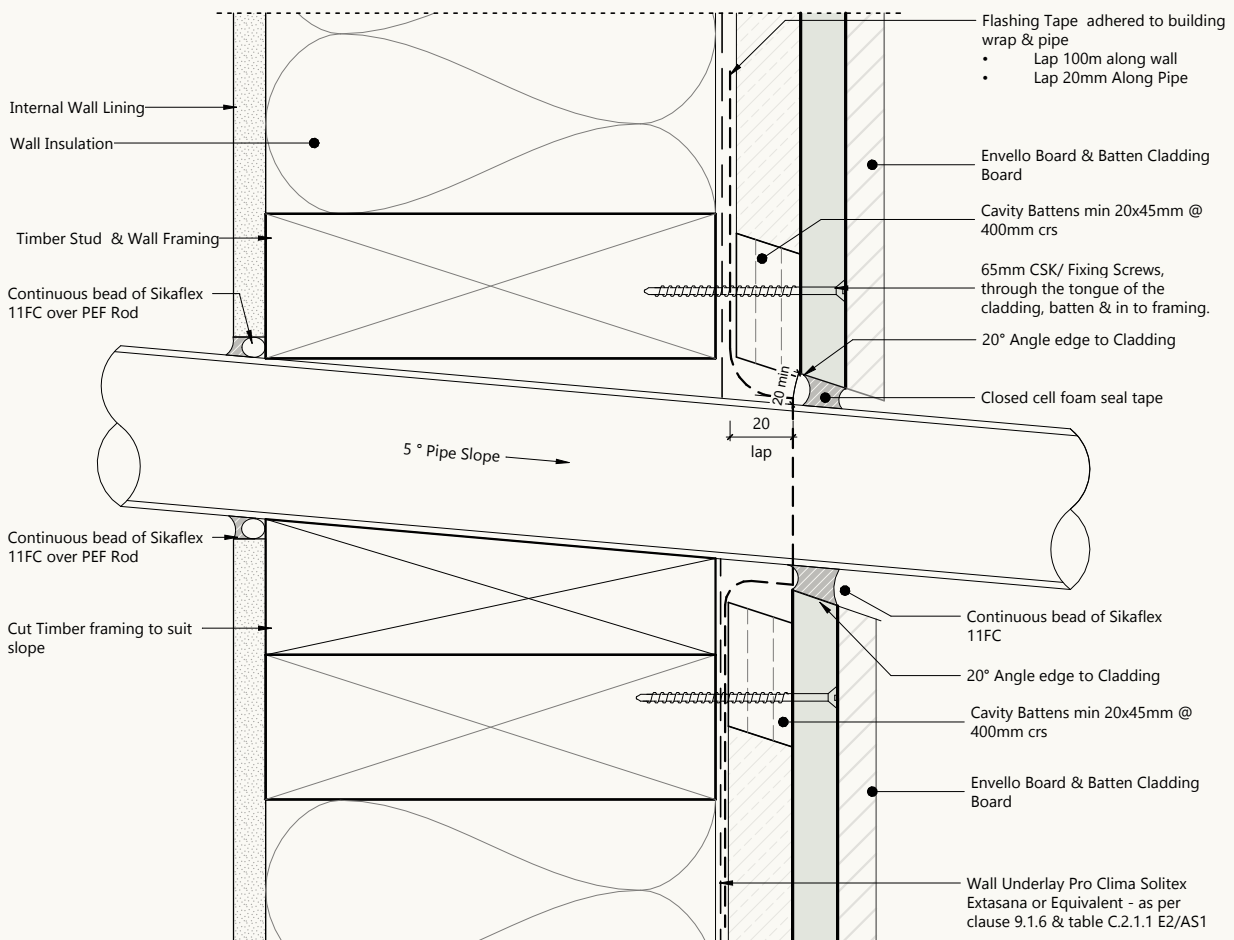 Flashing Tape adhered to building
wrap & pipe
• Lap 100m along wall
• Lap 20mm Along Pipe
Internal Wall Lining
Wall Insulation
Envello Board & Batten Cladding
Board
Cavity Battens min 20x45mm @
400mm crs
Timber Stud & Wall Framing
65mm CSK/ Fixing Screws,
through the tongue of the
cladding, batten & in to framing.
Continuous bead of Sikaflex
11FC over PEF Rod
20° Angle edge to Cladding
20 min
Closed cell foam seal tape
20
lap
5 ° Pipe Slope
Continuous bead of Sikaflex
11FC over PEF Rod
Continuous bead of Sikaflex
11FC
Cut Timber framing to suit
slope
20° Angle edge to Cladding
Cavity Battens min 20x45mm @
400mm crs
Envello Board & Batten Cladding
Board
Wall Underlay Pro Clima Solitex
Extasana or Equivalent - as per
clause 9.1.6 & table C.2.1.1 E2/AS1